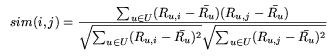 sim(i, j) = \frac{\sum_{u \in U}(R_{u,i} - \bar{R_u})(R_{u,j} - \bar{R_u})}{\sqrt{\sum_{u \in U}(R_{u,i} - \bar{R_u})^2}\sqrt{\sum_{u \in U}(R_{u,j} - \bar{R_u})^2}}